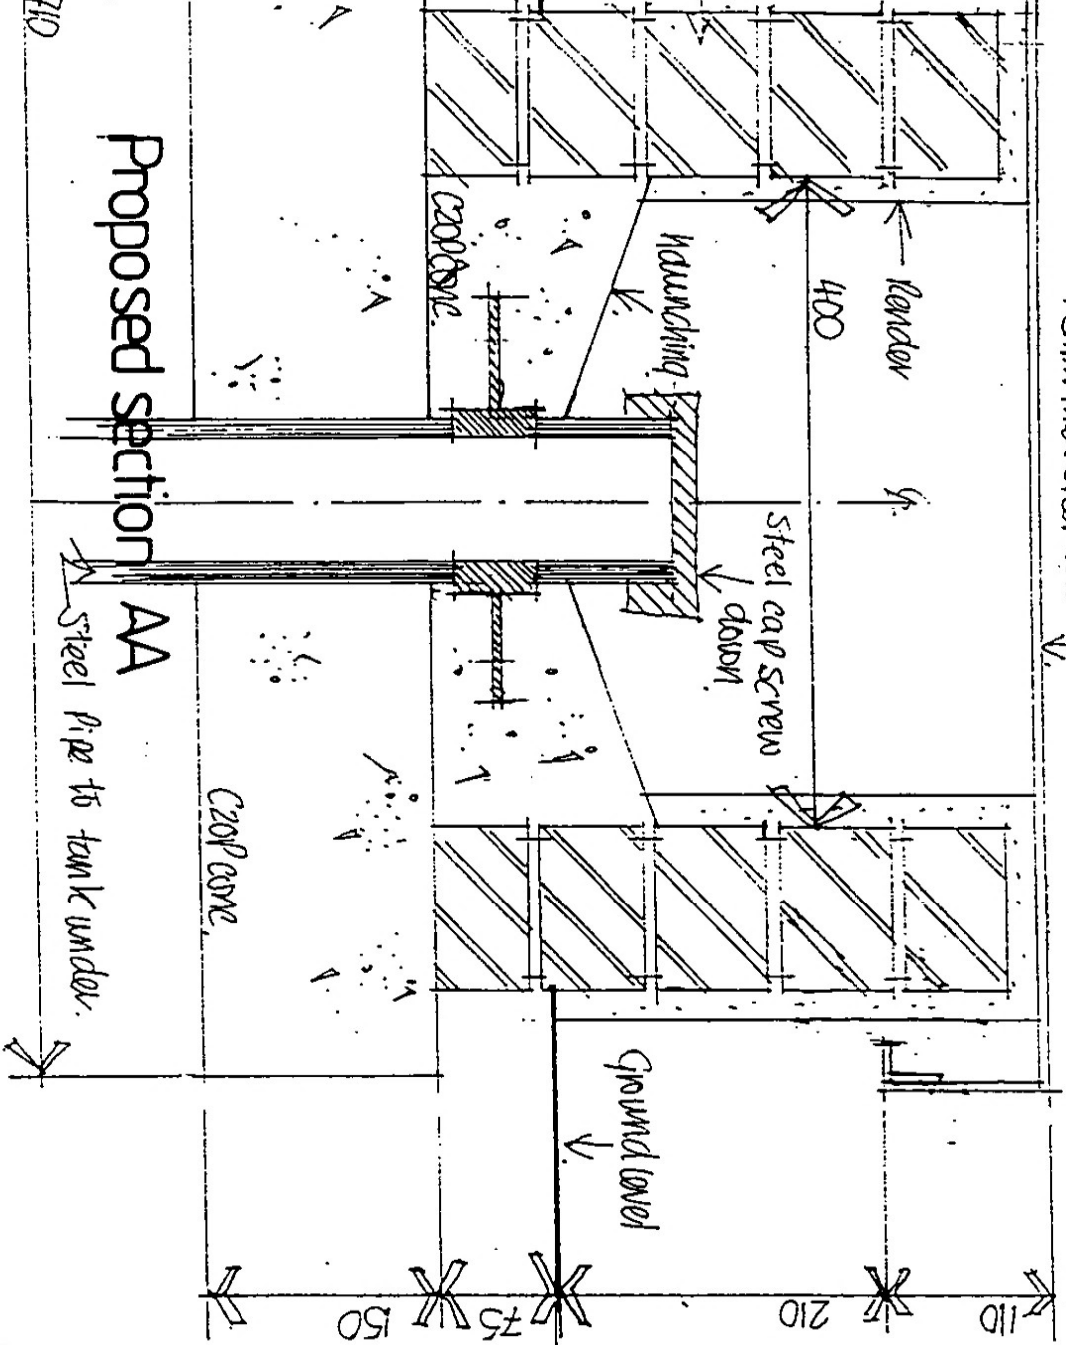 Render
400
Haunching
Steel cap screw
down.
C20P conc.
Ground level
C20P conc.
Proposed section AA
Steel Pipe to tank under.
110
210
75
150
710